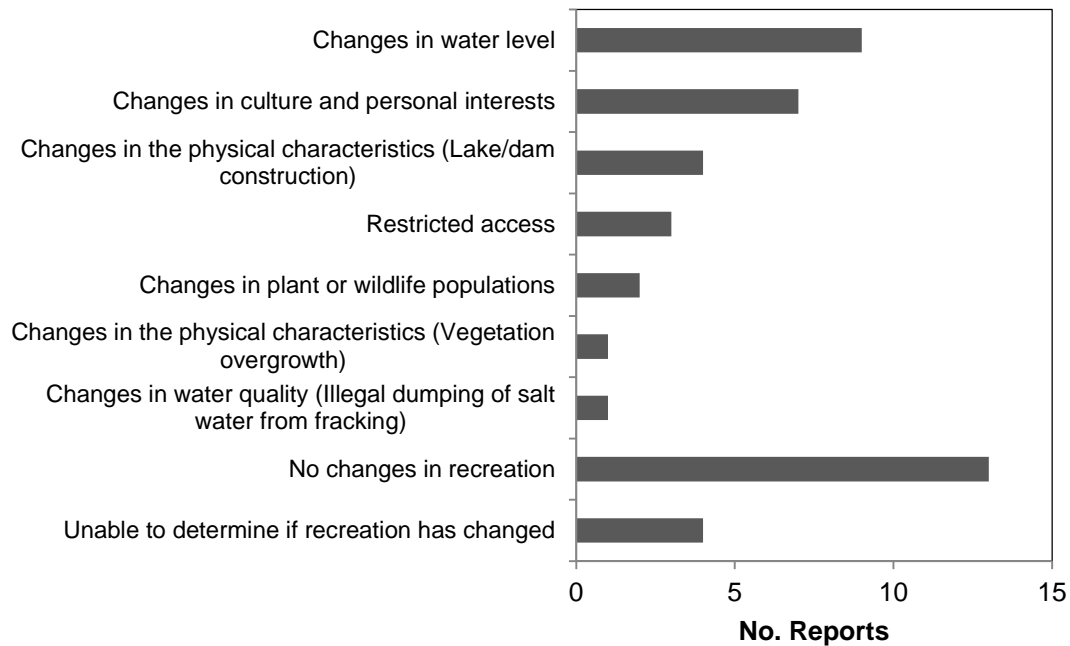 Changes in water level
Changes in culture and personal interests
Changes in the physical characteristics (Lake/dam
construction)
Restricted access
Changes in plant or wildlife populations
Changes in the physical characteristics (Vegetation
overgrowth)
Changes in water quality (Illegal dumping of salt
water from fracking)
No changes in recreation
Unable to determine if recreation has changed
0 5 10 15
No. Reports